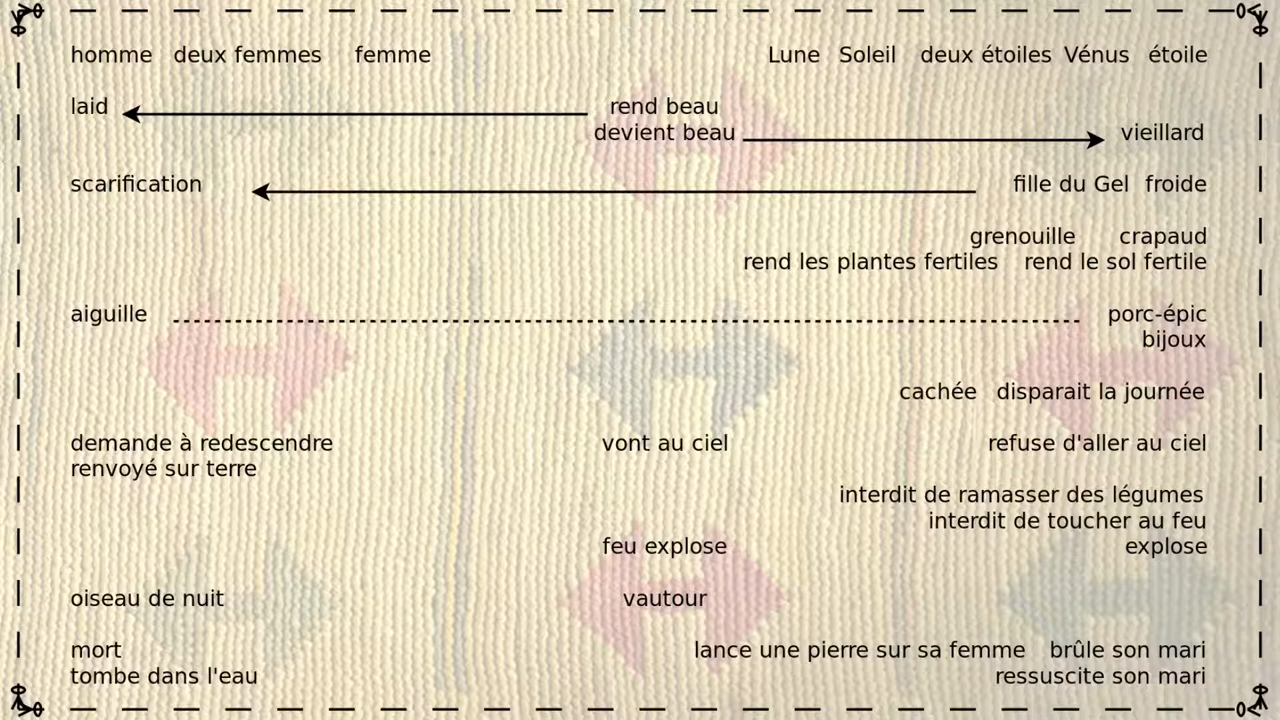 homme deux femmes femme Lune Soleil deux étoiles Vénus étoile
laid rend beau
devient beau vieillard
scarification fille du Gel froide
grenouille crapaud
rend les plantes fertiles rend le sol fertile
aiguille porc-épic
bijoux
cachée disparait la journée
demande à redescendre vont au ciel refuse d'aller au ciel
renvoyé sur terre
interdit de ramasser des légumes
interdit de toucher au feu
feu explose explose
oiseau de nuit vautour
mort lance une pierre sur sa femme brûle son mari
tombe dans l'eau ressuscite son mari